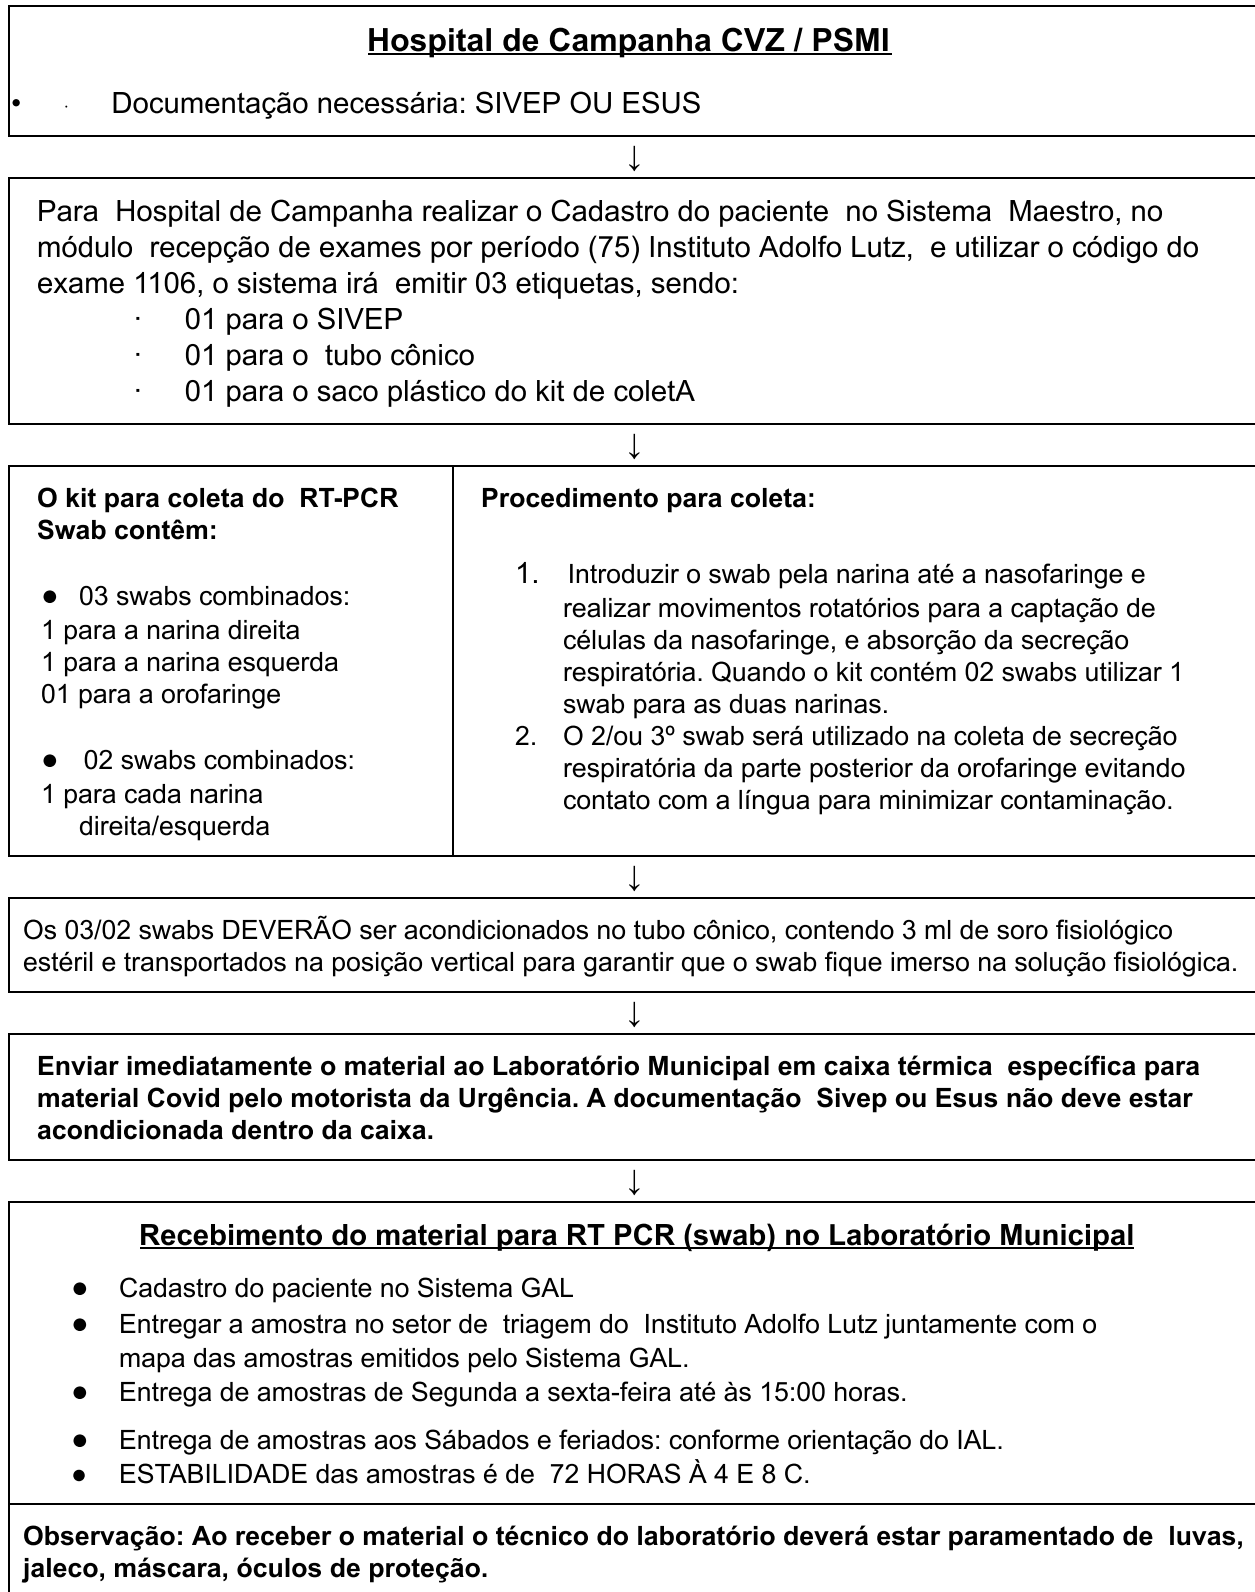 Hospital de Campanha CVZ / PSMI
• · Documentação necessária: SIVEP OU ESUS
↓
Para Hospital de Campanha realizar o Cadastro do paciente no Sistema Maestro, no
módulo recepção de exames por período (75) Instituto Adolfo Lutz, e utilizar o código do
exame 1106, o sistema irá emitir 03 etiquetas, sendo:
· 01 para o SIVEP
· 01 para o tubo cônico
· 01 para o saco plástico do kit de coletA
↓
O kit para coleta do RT-PCR
Swab contêm:
● 03 swabs combinados:
1 para a narina direita
1 para a narina esquerda
01 para a orofaringe
● 02 swabs combinados:
1 para cada narina
direita/esquerda
Procedimento para coleta:
1. Introduzir o swab pela narina até a nasofaringe e
realizar movimentos rotatórios para a captação de
células da nasofaringe, e absorção da secreção
respiratória. Quando o kit contém 02 swabs utilizar 1
swab para as duas narinas.
2. O 2/ou 3º swab será utilizado na coleta de secreção
respiratória da parte posterior da orofaringe evitando
contato com a língua para minimizar contaminação.
↓
Os 03/02 swabs DEVERÃO ser acondicionados no tubo cônico, contendo 3 ml de soro fisiológico
estéril e transportados na posição vertical para garantir que o swab fique imerso na solução fisiológica.
↓
Enviar imediatamente o material ao Laboratório Municipal em caixa térmica específica para
material Covid pelo motorista da Urgência. A documentação Sivep ou Esus não deve estar
acondicionada dentro da caixa.
↓
Recebimento do material para RT PCR (swab) no Laboratório Municipal
● Cadastro do paciente no Sistema GAL
● Entregar a amostra no setor de triagem do Instituto Adolfo Lutz juntamente com o
mapa das amostras emitidos pelo Sistema GAL.
● Entrega de amostras de Segunda a sexta-feira até às 15:00 horas.
● Entrega de amostras aos Sábados e feriados: conforme orientação do IAL.
● ESTABILIDADE das amostras é de 72 HORAS À 4 E 8 C.
Observação: Ao receber o material o técnico do laboratório deverá estar paramentado de luvas,
jaleco, máscara, óculos de proteção.